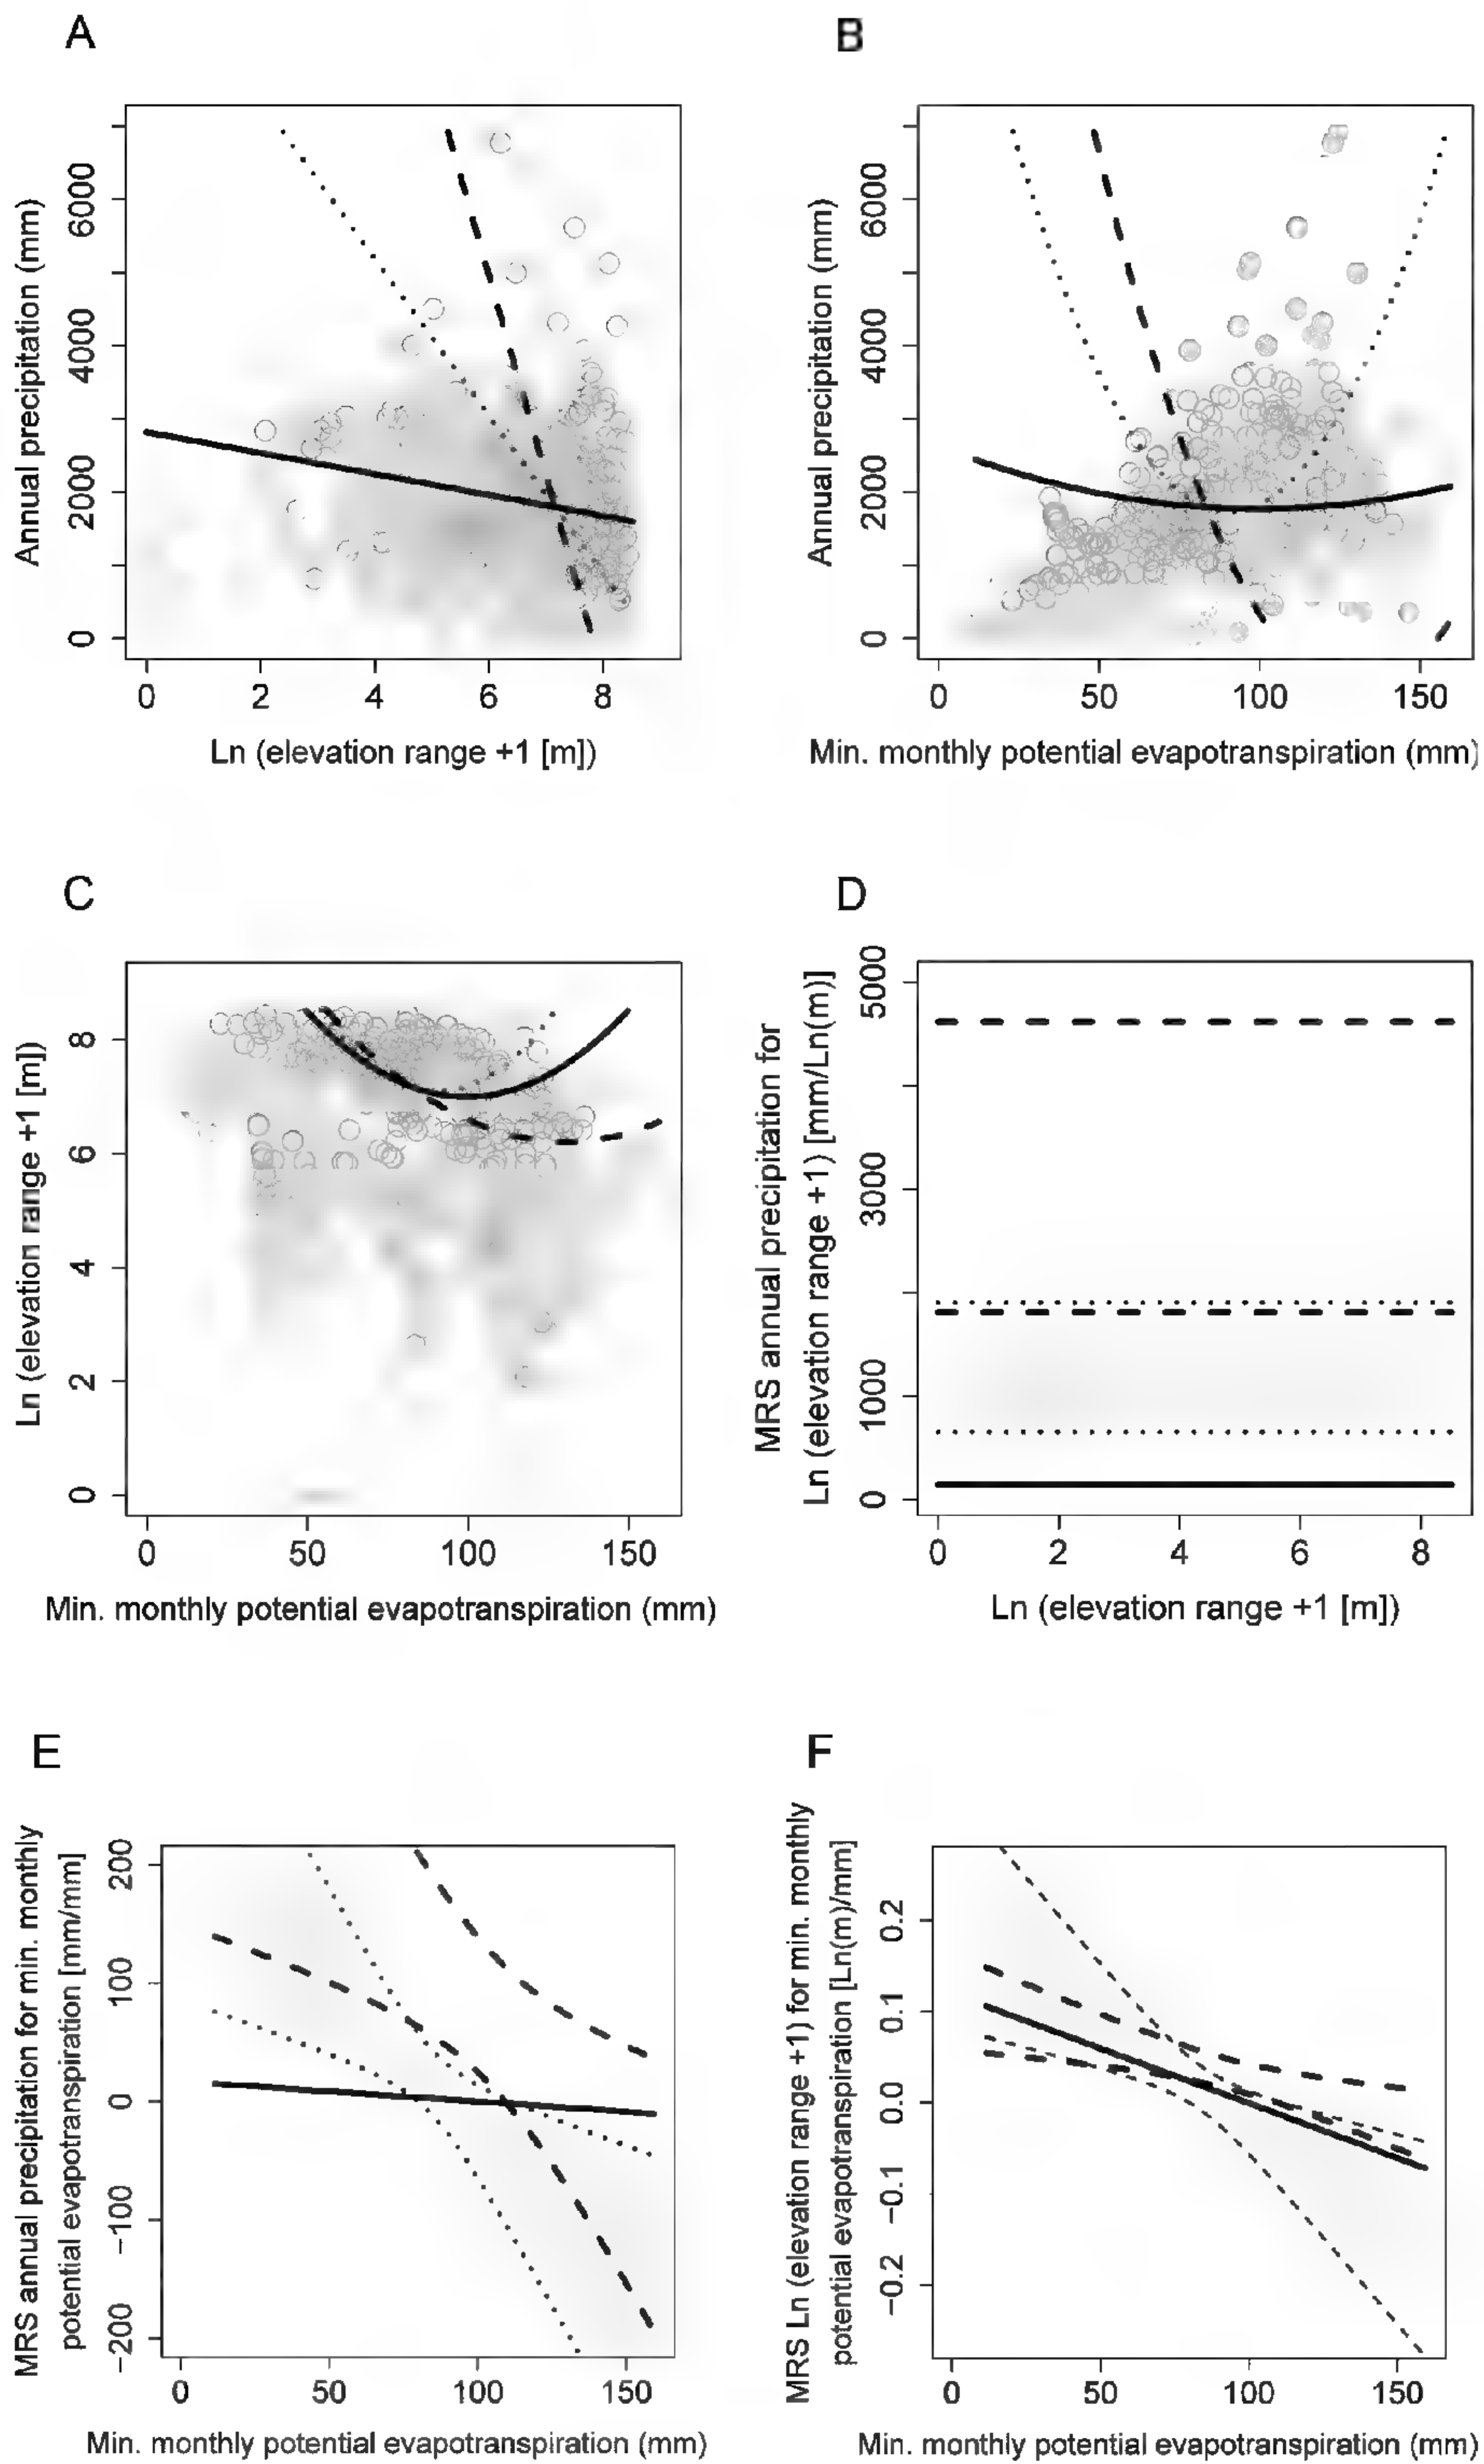 A
B
Annual precipitation (mm)
6000
4000
2000
0
0 2 4 6 8
Ln (elevation range +1 [m])
Annual precipitation (mm)
6000
4000
2000
0
0 50 100 150
Min. monthly potential evapotranspiration (mm)
C
D
Ln (elevation range +1 [m])
8
6
4
2
0
0 50 100 150
Min. monthly potential evapotranspiration (mm)
MRS annual precipitation for
Ln (elevation range +1) [mm/Ln(m)]
5000
3000
1000
0
0 2 4 6 8
Ln (elevation range +1 [m])
E
F
MRS annual precipitation for min. monthly
potential evapotranspiration [mm/mm]
200
100
0
−100
−200
0 50 100 150
Min. monthly potential evapotranspiration (mm)
MRS Ln (elevation range +1) for min. monthly
potential evapotranspiration [Ln(m)/mm]
0.2
0.1
0.0
−0.1
−0.2
0 50 100 150
Min. monthly potential evapotranspiration (mm)